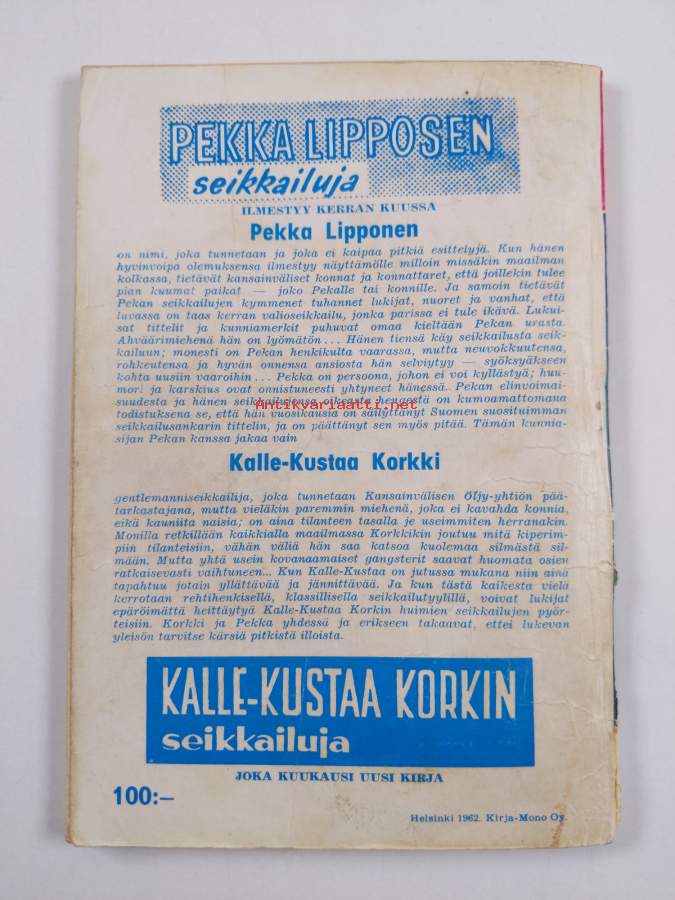 PEKKA LIPPOSEN
seikkailuja
ILMESTYY KERRAN KUUSSA
Pekka Lipponen
on nimi, joka tunnetaan ja joka ei kaipaa pitkiä esittelyjä. Kun hänen
hyvinvoipa olemuksensa ilmestyy näyttämölle milloin missäkin maailman
kolkassa, tietävät kansainväliset konnat ja konnattaret, että joillekin tulee
pian kuumat paikat — joko Pekalle tai konnille. Ja samoin tietävät
Pekan seikkailujen kymmenet tuhannet lukijat, nuoret ja vanhat, että
luvassa on taas kerran valioseikkailu, jonka parissa ei tule ikävä. Lukui-
sat tittelit ja kunniamerkit puhuvat omaa kieltään Pekan urasta.
Ahväärimiehenä hän on lyömätön... Hänen tiensä käy seikkailusta seik-
kailuun; monesti on Pekan henkikulta vaarassa, mutta neuvokkuutensa,
rohkeutensa ja hyvän onnensa ansiosta hän selviytyy — syöksyäkseen
kohta uusiin vaaroihin... Pekka on persoona, johon ei voi kyllästyä; huu-
mori ja karskius ovat onnistuneesti yhtyneet hänessä. Pekan elinvoimai-
suudesta ja hänen seikkailujensa oikeasta hengestä on kumoamattomana
Antikvariaatti.net
todistuksena se, että hän vuosikausia on säilyttänyt Suomen suosituimman
seikkailusankarin tittelin, ja on päättänyt sen myös pitää. Tämän kunnia-
sijan Pekan kanssa jakaa vain
Kalle-Kustaa Korkki
gentlemanniseikkailija, joka tunnetaan Kansainvälisen Öljy-yhtiön pää-
tarkastajana, mutta vieläkin paremmin miehenä, joka ei kavahda konnia,
eikä kauniita naisia; on aina tilanteen tasalla ja useimmiten herranakin.
Monilla retkillään kaikkialla maailmassa Korkkikin joutuu mitä kiperim-
piin tilanteisiin, vähän väliä hän saa katsoa kuolemaa silmästä sil-
mään. Mutta yhtä usein kovanaamaiset gangsterit saavat huomata osien
ratkaisevasti vaihtuneen... Kun Kalle-Kustaa on jutussa mukana niin aina
tapahtuu jotain yllättävää ja jännittävää. Ja kun tästä kaikesta vielä
kerrotaan rehtihenkisellä, klassillisella seikkailutyylillä, voivat lukijat
epäröimättä heittäytyä Kalle-Kustaa Korkin huimien seikkailujen pyör-
teisiin. Korkki ja Pekka yhdessä ja erikseen takaavat, ettei lukevan
yleisön tarvitse kärsiä pitkistä illoista.
KALLE-KUSTAA KORKIN
seikkailuja
JOKA KUUKAUSI UUSI KIRJA
100:—
Helsinki 1962. Kirja-Mono Oy.